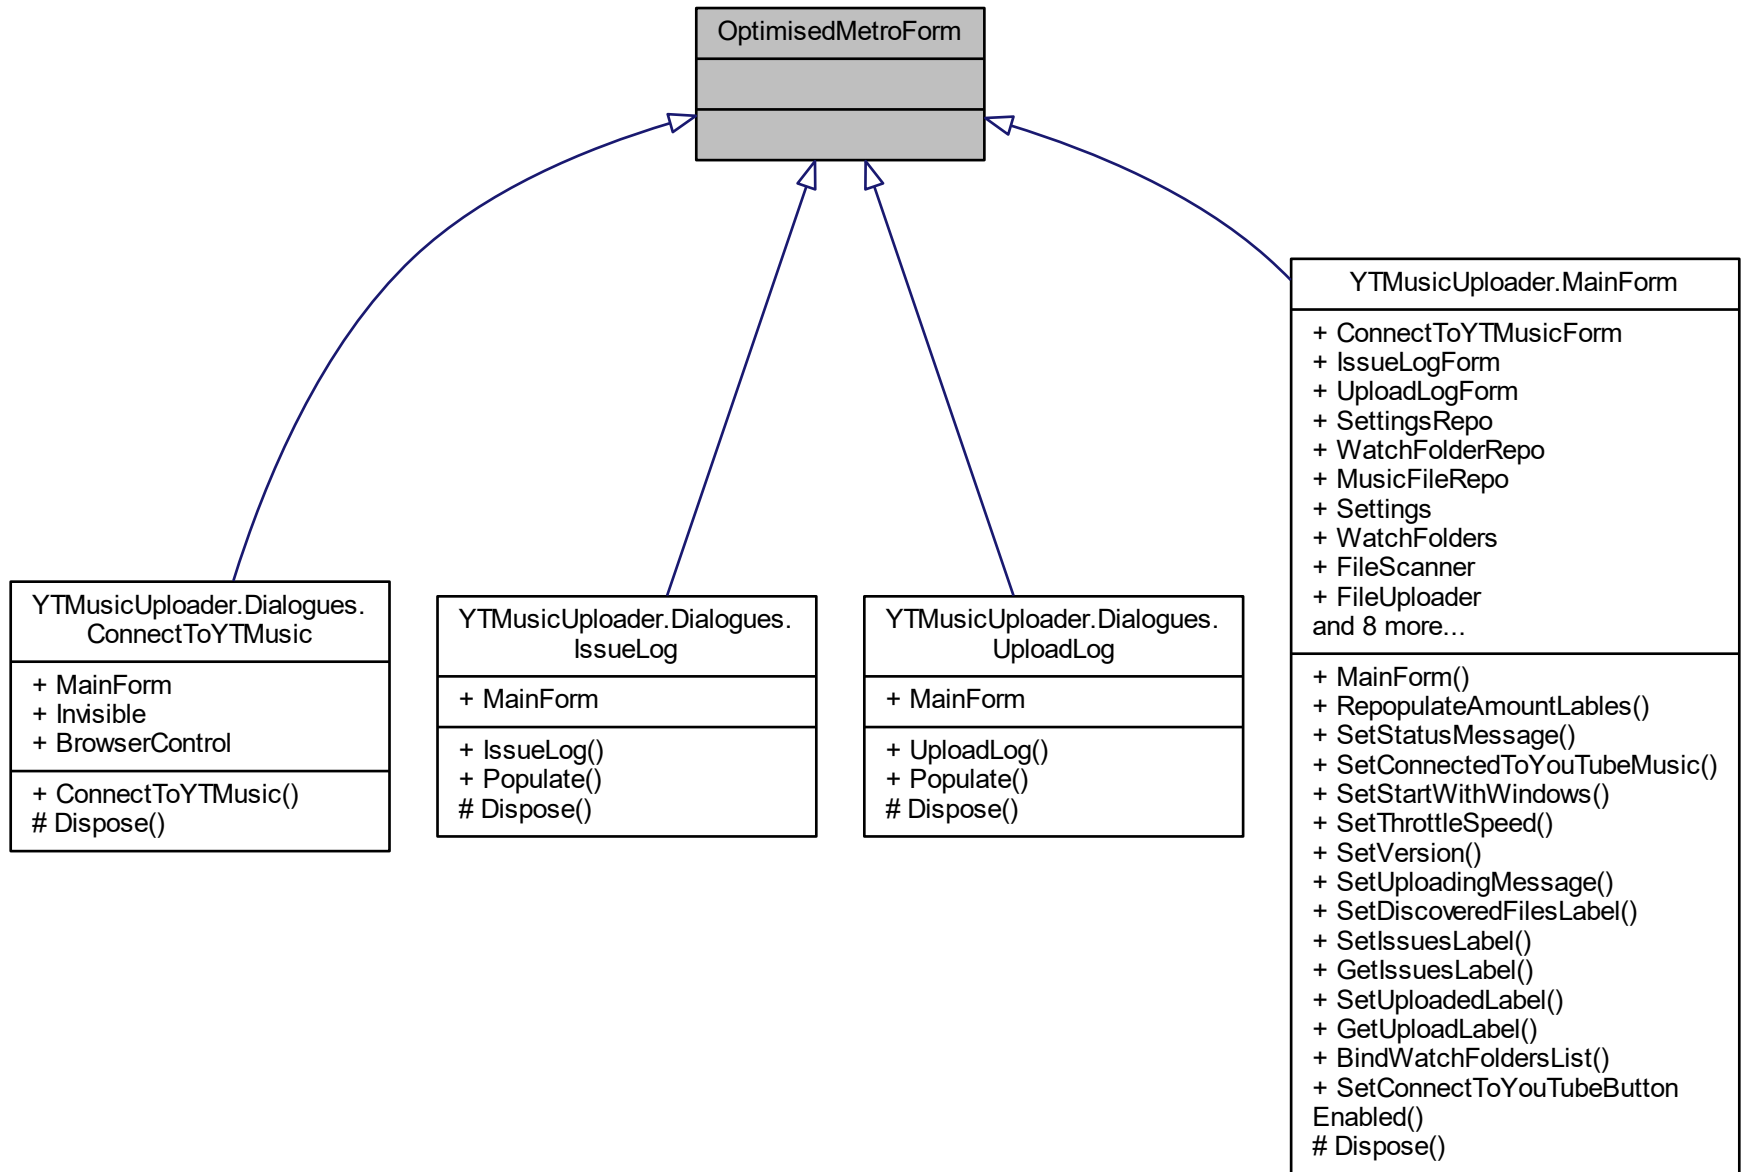 OptimisedMetroForm
YTMusicUploader.MainForm
+ ConnectToYTMusicForm
+ IssueLogForm
+ UploadLogForm
+ SettingsRepo
+ WatchFolderRepo
+ MusicFileRepo
+ Settings
+ WatchFolders
+ FileScanner
+ FileUploader
and 8 more...
+ MainForm()
+ RepopulateAmountLables()
+ SetStatusMessage()
+ SetConnectedToYouTubeMusic()
+ SetStartWithWindows()
+ SetThrottleSpeed()
+ SetVersion()
+ SetUploadingMessage()
+ SetDiscoveredFilesLabel()
+ SetIssuesLabel()
+ GetIssuesLabel()
+ SetUploadedLabel()
+ GetUploadLabel()
+ BindWatchFoldersList()
+ SetConnectToYouTubeButton
Enabled()
# Dispose()
YTMusicUploader.Dialogues.
ConnectToYTMusic
+ MainForm
+ Invisible
+ BrowserControl
+ ConnectToYTMusic()
# Dispose()
YTMusicUploader.Dialogues.
IssueLog
+ MainForm
+ IssueLog()
+ Populate()
# Dispose()
YTMusicUploader.Dialogues.
UploadLog
+ MainForm
+ UploadLog()
+ Populate()
# Dispose()